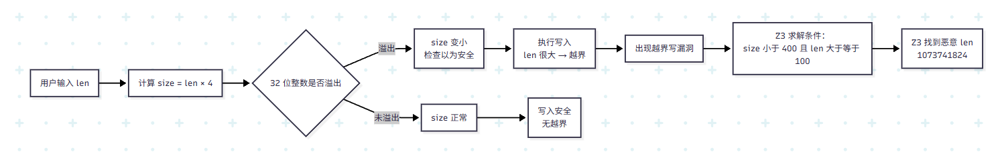 用户输入 len
计算 size = len × 4
32 位整数是否溢出
溢出
size 变小
检查以为安全
执行写入
len 很大 → 越界
出现越界写漏洞
Z3 求解条件：
size 小于 400 且 len 大于等于
100
Z3 找到恶意 len
1073741824
未溢出
size 正常
写入安全
无越界